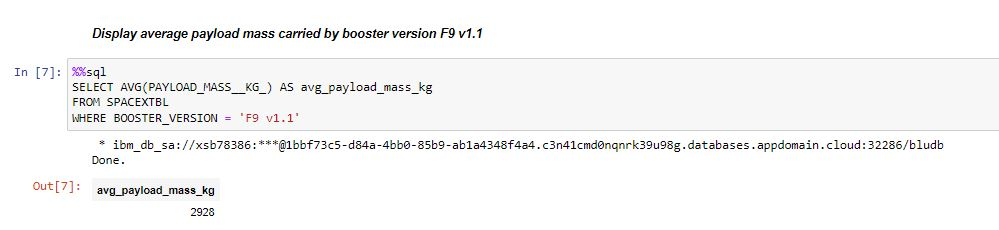 Display average payload mass carried by booster version F9 v1.1
In [7]: %%sql
SELECT AVG(PAYLOAD_MASS__KG_) AS avg_payload_mass_kg
FROM SPACEXTBL
WHERE BOOSTER_VERSION = 'F9 v1.1'
* ibm_db_sa://xsb78386:***@1bbf73c5-d84a-4bb0-85b9-ab1a4348f4a4.c3n41cmd0nqnrk39u98g.databases.appdomain.cloud:32286/bludb
Done.
Out[7]: avg_payload_mass_kg
2928